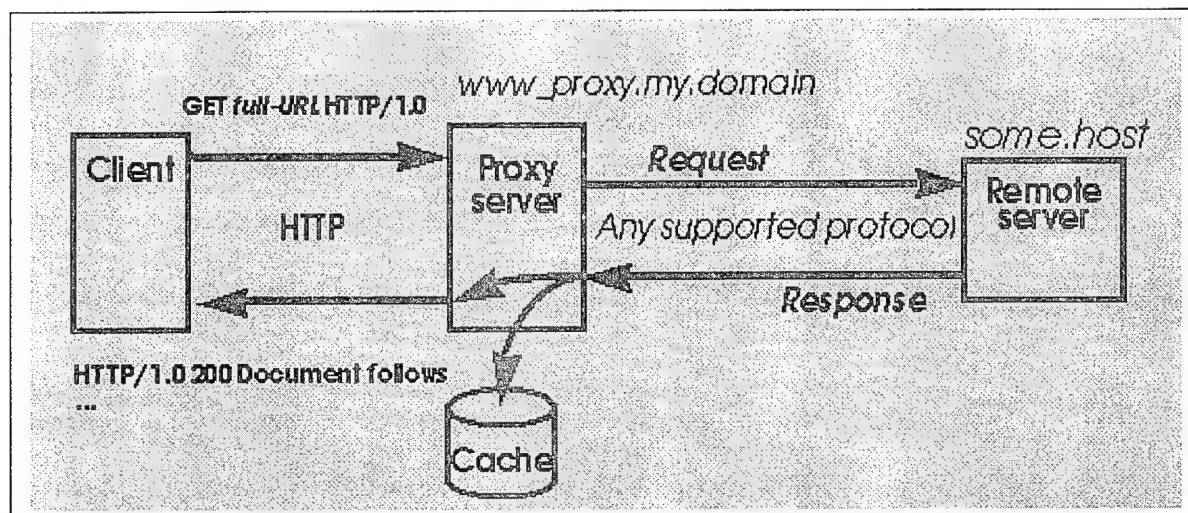 www_proxy.my.domain
GET full-URL HTTP/1.0
some.host
Client
Proxy
server
Request
Remote
server
HTTP
Any supported protocol
Response
HTTP/1.0 200 Document follows
...
Cache